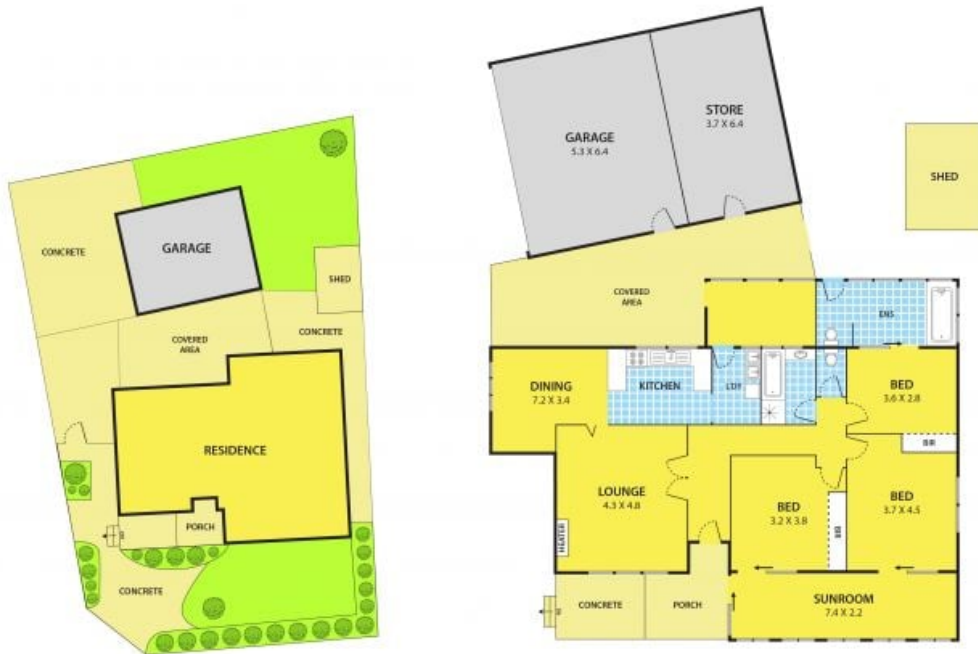 CONCRETE
GARAGE
SHED
COVERED
AREA
CONCRETE
RESIDENCE
PORCH
CONCRETE
GARAGE
5.3 X 6.4
STORE
3.7 X 6.4
SHED
COVERED
AREA
ENS
DINING
7.2 X 3.4
KITCHEN
L'DY
BED
3.6 X 2.8
BIR
LOUNGE
4.3 X 4.8
HEATER
BED
3.2 X 3.8
BIR
BED
3.7 X 4.5
CONCRETE
PORCH
SUNROOM
7.4 X 2.2